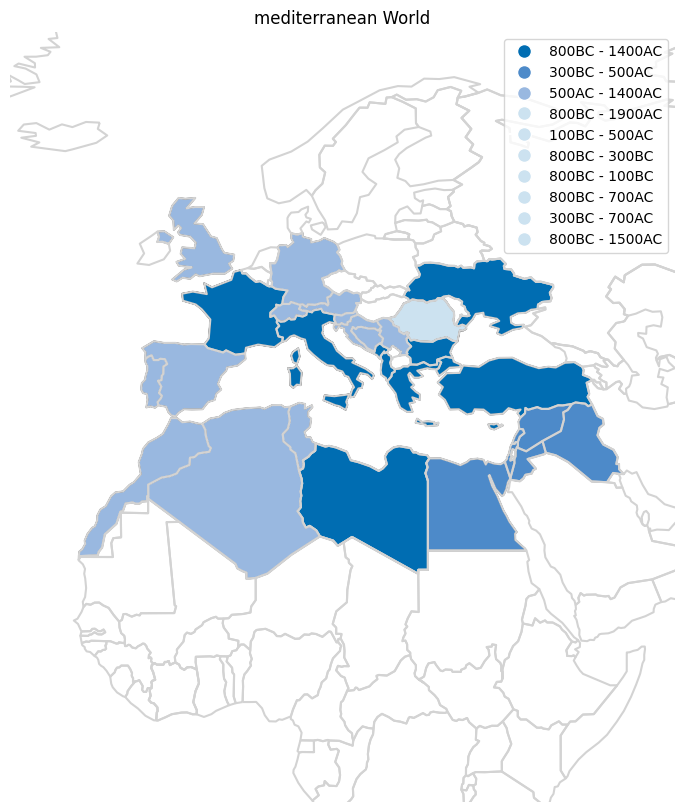 mediterranean World
800BC - 1400AC
300BC - 500AC
500AC - 1400AC
800BC - 1900AC
100BC - 500AC
800BC - 300BC
800BC - 100BC
800BC - 700AC
300BC - 700AC
800BC - 1500AC